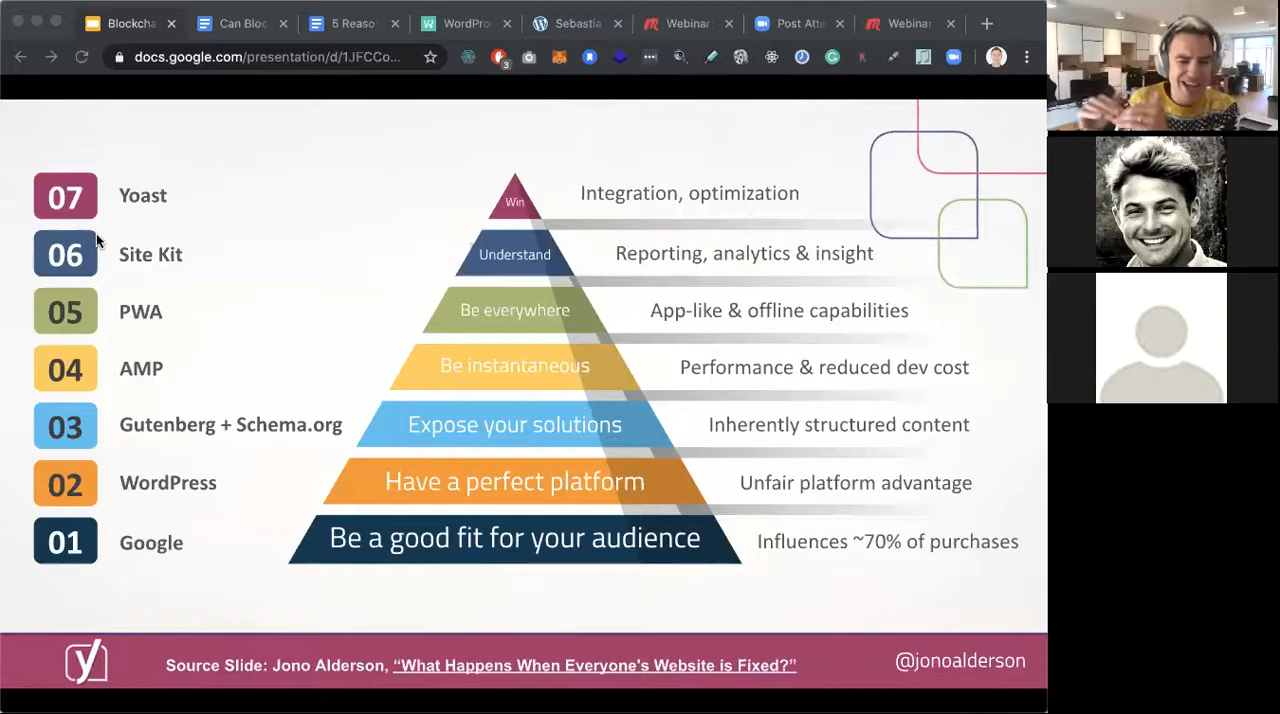 Blockcha
Can Bloc
5 Reaso
WordPro
Sebastia
Webinar
Post Atte
Webinar
docs.google.com/presentation/d/1JFCCo...
3
07 Yoast Win Integration, optimization
06 Site Kit Understand Reporting, analytics & insight
05 PWA Be everywhere App-like & offline capabilities
04 AMP Be instantaneous Performance & reduced dev cost
03 Gutenberg + Schema.org Expose your solutions Inherently structured content
02 WordPress Have a perfect platform Unfair platform advantage
01 Google Be a good fit for your audience Influences ~70% of purchases
y Source Slide: Jono Alderson, “What Happens When Everyone's Website is Fixed?” @jonoalderson